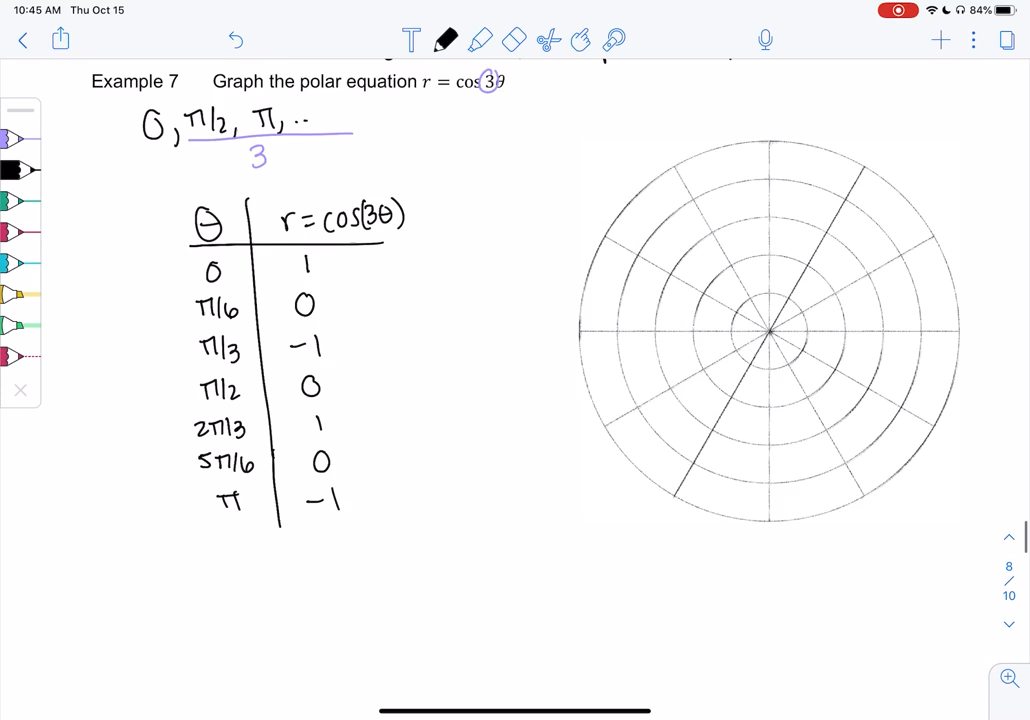 10:45 AM Thu Oct 15
84%
T
Example 7 Graph the polar equation r = cos 3θ
0, π/2, π, ..
3
θ r = cos(3θ)
0 1
π/6 0
π/3 -1
π/2 0
2π/3 1
5π/6 0
π -1
8
/
10